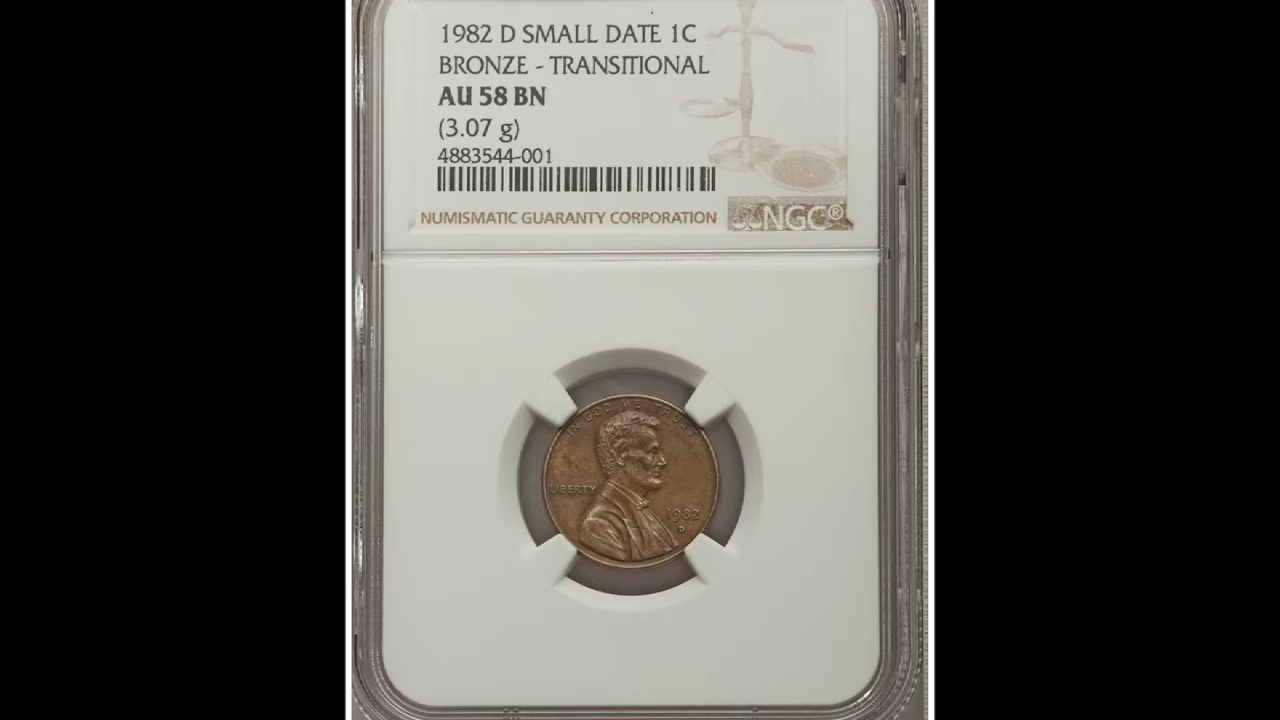 1982 D SMALL DATE 1C
BRONZE - TRANSITIONAL
AU 58 BN
(3.07 g)
4883544-001
NUMISMATIC GUARANTY CORPORATION
NGC®
IN GOD WE TRUST
LIBERTY
1982
D